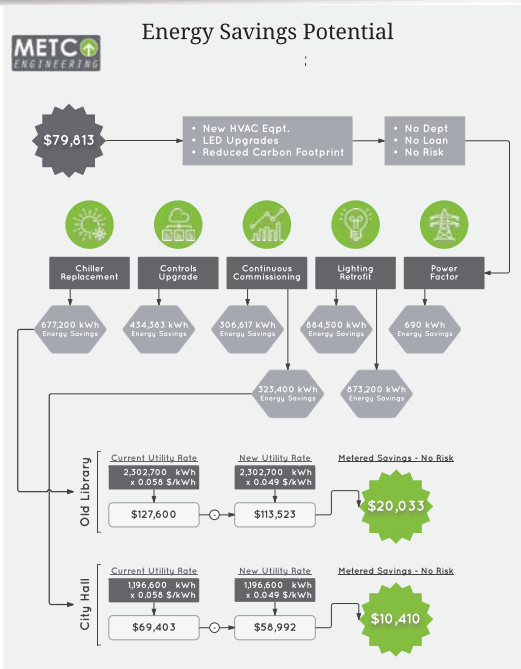 Energy Savings Potential
;
METCO
ENGINEERING
$79,813
• New HVAC Eqpt.
• LED Upgrades
• Reduced Carbon Footprint
• No Dept
• No Loan
• No Risk
Chiller
Replacement
Controls
Upgrade
Continuous
Commissioning
Lighting
Retrofit
Power
Factor
677,200 kWh
Energy Savings
434,383 kWh
Energy Savings
306,617 kWh
Energy Savings
884,500 kWh
Energy Savings
690 kWh
Energy Savings
323,400 kWh
Energy Savings
873,200 kWh
Energy Savings
Old Library
Current Utility Rate
2,302,700 kWh
x 0.058 $/kWh
$127,600
-
New Utility Rate
2,302,700 kWh
x 0.049 $/kWh
$113,523
Metered Savings - No Risk
$20,033
City Hall
Current Utility Rate
1,196,600 kWh
x 0.058 $/kWh
$69,403
-
New Utility Rate
1,196,600 kWh
x 0.049 $/kWh
$58,992
Metered Savings - No Risk
$10,410